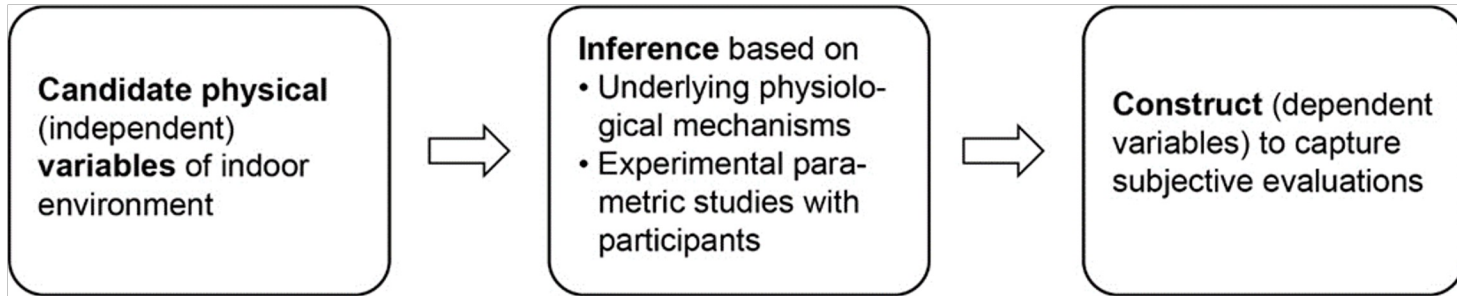 Candidate physical
(independent)
variables of indoor
environment
Inference based on
• Underlying physiolo-
gical mechanisms
• Experimental para-
metric studies with
participants
Construct (dependent
variables) to capture
subjective evaluations